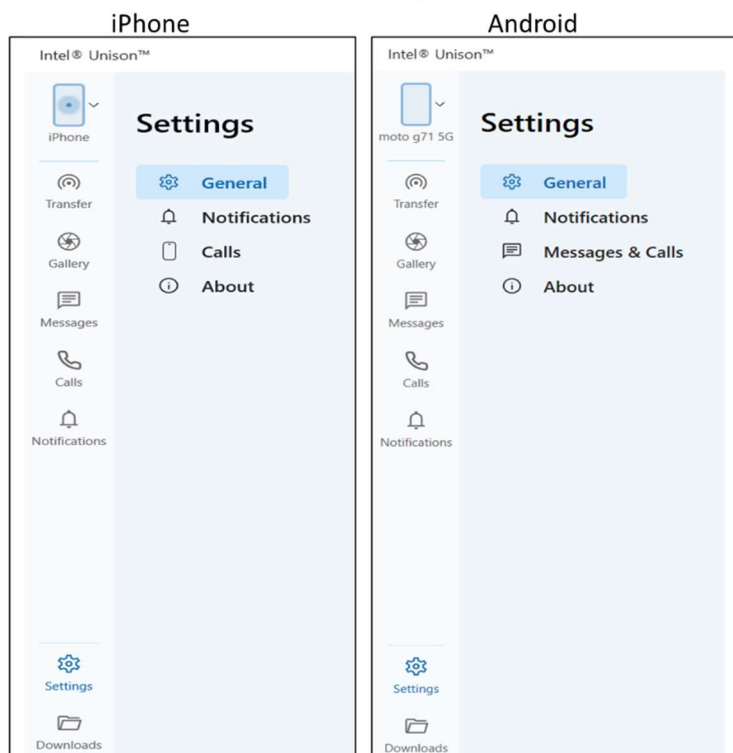 iPhone
Intel® Unison™
iPhone
Transfer
Gallery
Messages
Calls
Notifications
Settings
Downloads
Settings
General
Notifications
Calls
About
Android
Intel® Unison™
moto g71 5G
Transfer
Gallery
Messages
Calls
Notifications
Settings
Downloads
Settings
General
Notifications
Messages & Calls
About